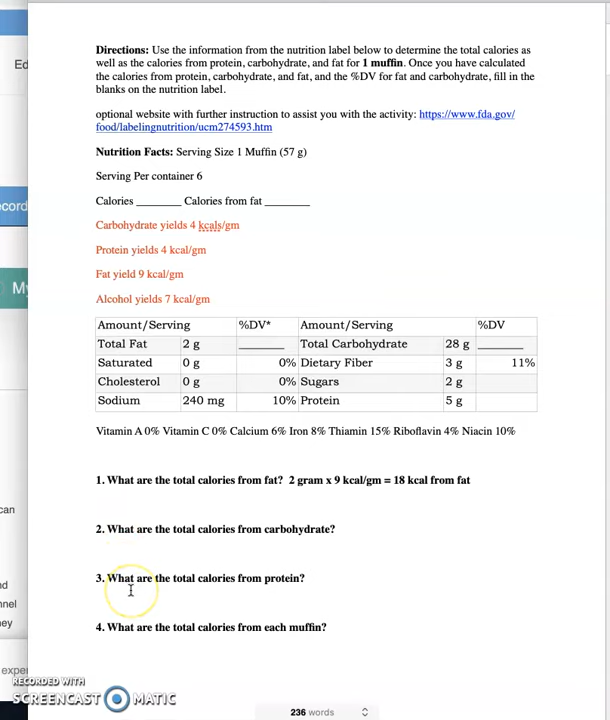 Directions: Use the information from the nutrition label below to determine the total calories as
well as the calories from protein, carbohydrate, and fat for 1 muffin. Once you have calculated
the calories from protein, carbohydrate, and fat, and the %DV for fat and carbohydrate, fill in the
blanks on the nutrition label.
optional website with further instruction to assist you with the activity: https://www.fda.gov/
food/labelingnutrition/ucm274593.htm
Nutrition Facts: Serving Size 1 Muffin (57 g)
Serving Per container 6
Calories ________ Calories from fat ________
Carbohydrate yields 4 kcals/gm
Protein yields 4 kcal/gm
Fat yield 9 kcal/gm
Alcohol yields 7 kcal/gm
Amount/Serving %DV* Amount/Serving %DV
Total Fat 2 g ________ Total Carbohydrate 28 g ________
Saturated 0 g 0% Dietary Fiber 3 g 11%
Cholesterol 0 g 0% Sugars 2 g
Sodium 240 mg 10% Protein 5 g
Vitamin A 0% Vitamin C 0% Calcium 6% Iron 8% Thiamin 15% Riboflavin 4% Niacin 10%
1. What are the total calories from fat? 2 gram x 9 kcal/gm = 18 kcal from fat
2. What are the total calories from carbohydrate?
3. What are the total calories from protein?
4. What are the total calories from each muffin?
RECORDED WITH
SCREENCAST MATIC
236 words
Ed
cord
My
can
nd
nnel
ey
exper